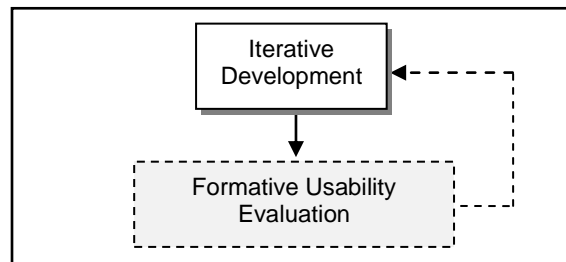 Iterative
Development
Formative Usability
Evaluation